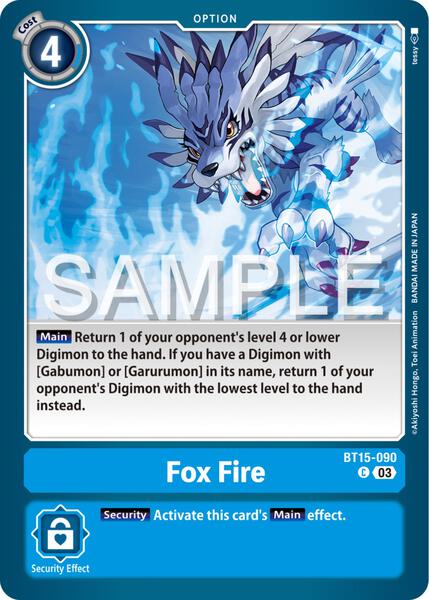 OPTION
Cost
4
tessy
SAMPLE
©Akiyoshi Hongo, Toei Animation BANDAI MADE IN JAPAN
Main Return 1 of your opponent's level 4 or lower
Digimon to the hand. If you have a Digimon with
[Gabumon] or [Garurumon] in its name, return 1 of your
opponent's Digimon with the lowest level to the hand
instead.
BT15-090
Fox Fire
C 03
Security Activate this card's Main effect.
Security Effect